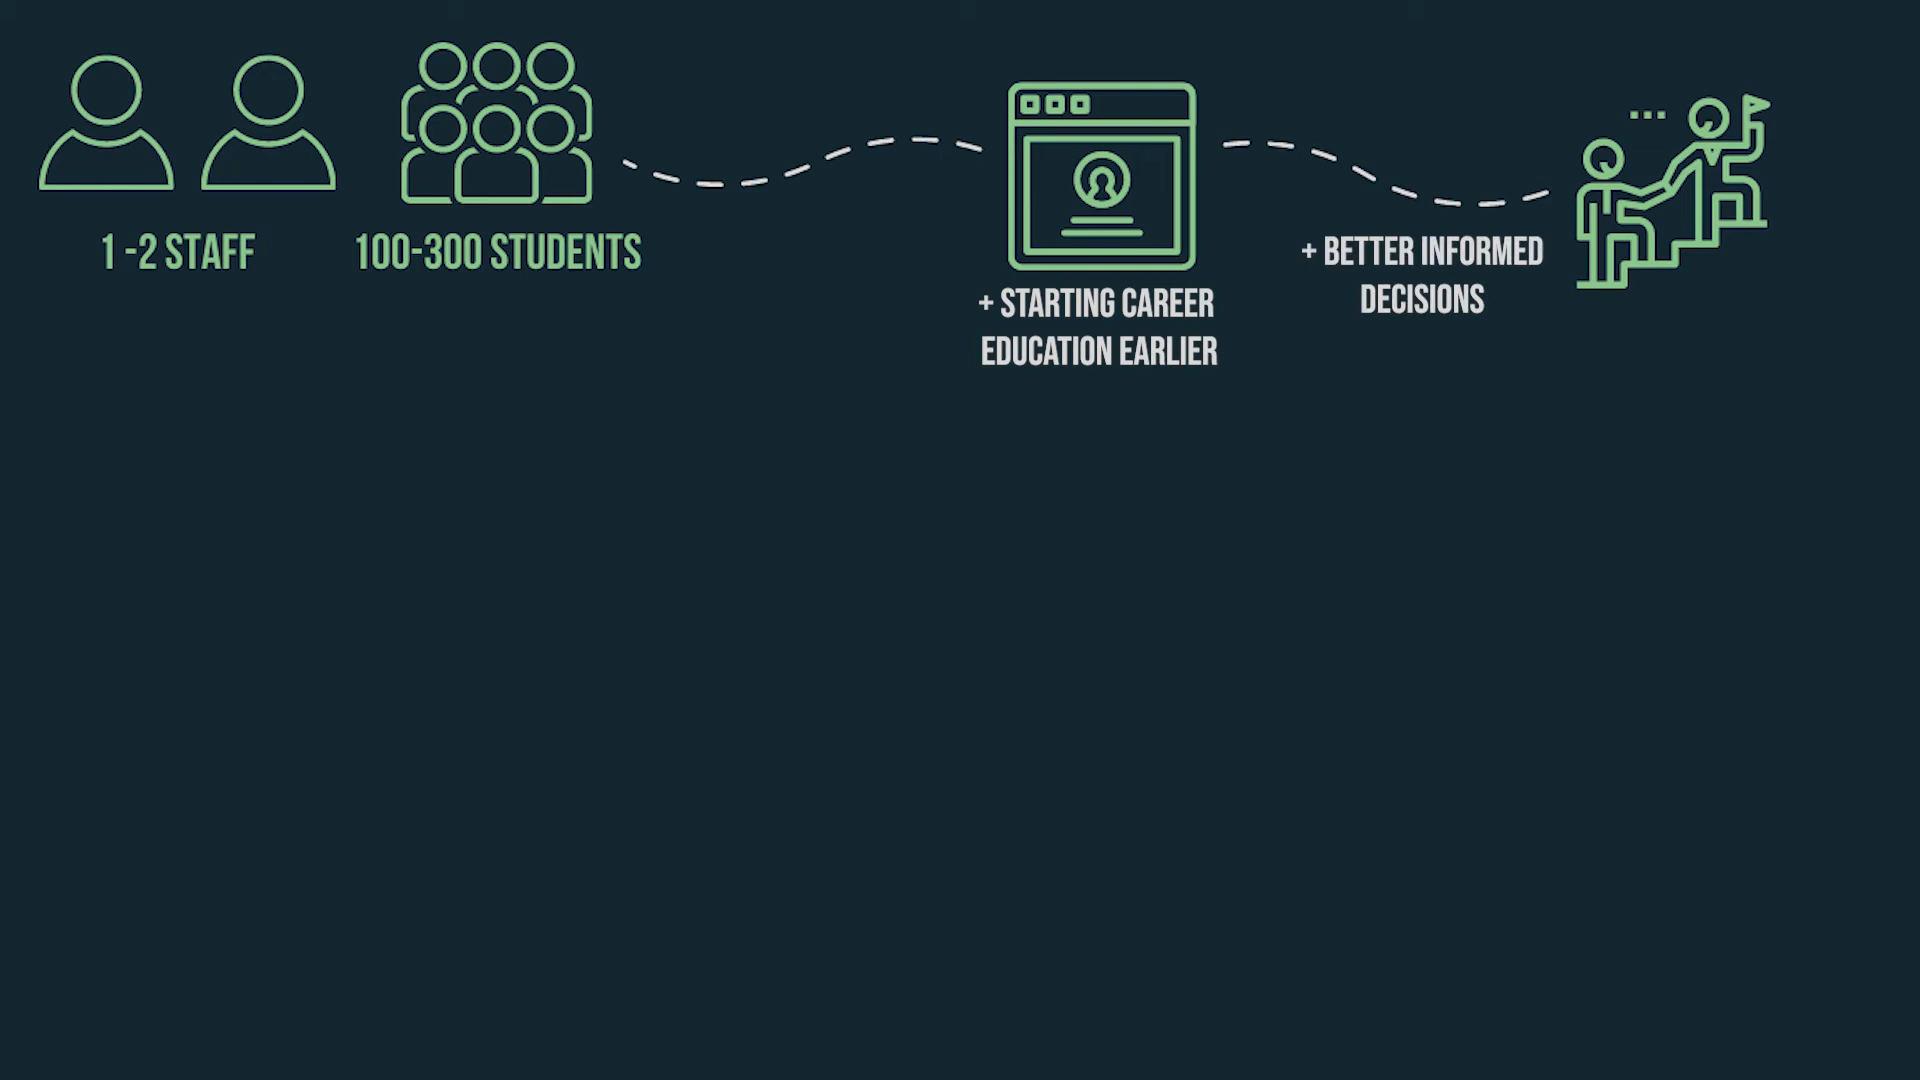 1 -2 STAFF
100-300 STUDENTS
+ STARTING CAREER
EDUCATION EARLIER
+ BETTER INFORMED
DECISIONS